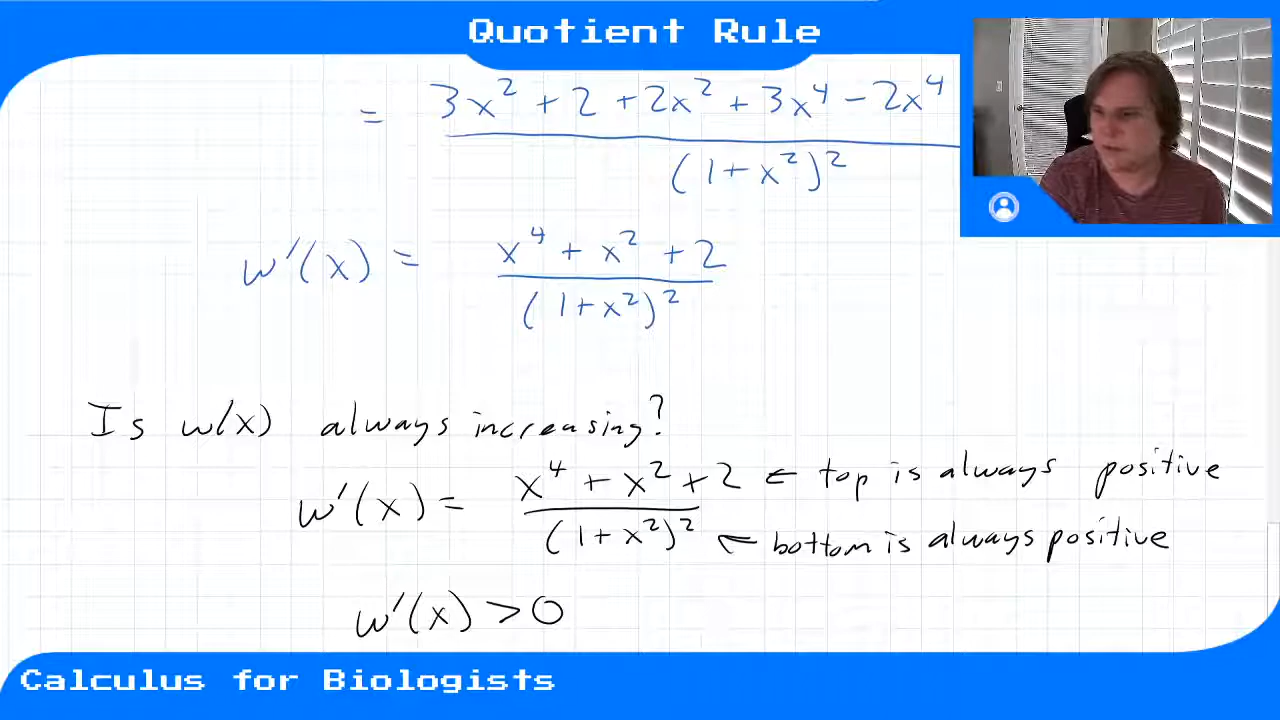 Quotient Rule
= 3x² + 2 + 2x² + 3x⁴ - 2x⁴
(1 + x²)²
w'(x) = x⁴ + x² + 2
(1 + x²)²
Is w(x) always increasing?
w'(x) = x⁴ + x² + 2 ← top is always positive
(1 + x²)² ← bottom is always positive
w'(x) > 0
Calculus for Biologists